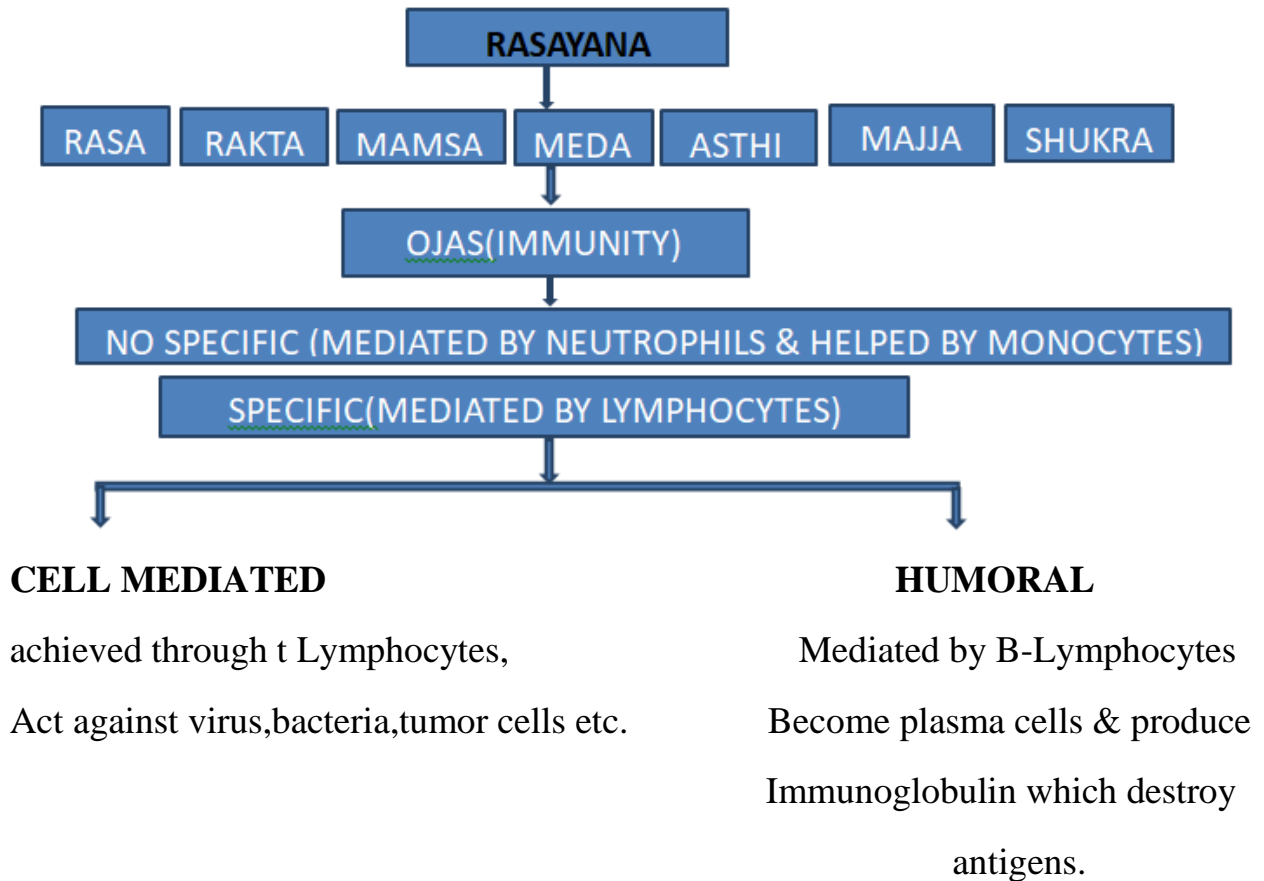 RASAYANA
RASA RAKTA MAMSA MEDA ASTHI MAJJA SHUKRA
OJAS(IMMUNITY)
NO SPECIFIC (MEDIATED BY NEUTROPHILS & HELPED BY MONOCYTES)
SPECIFIC(MEDIATED BY LYMPHOCYTES)
CELL MEDIATED HUMORAL
achieved through t Lymphocytes, Mediated by B-Lymphocytes
Act against virus,bacteria,tumor cells etc. Become plasma cells & produce
Immunoglobulin which destroy
antigens.